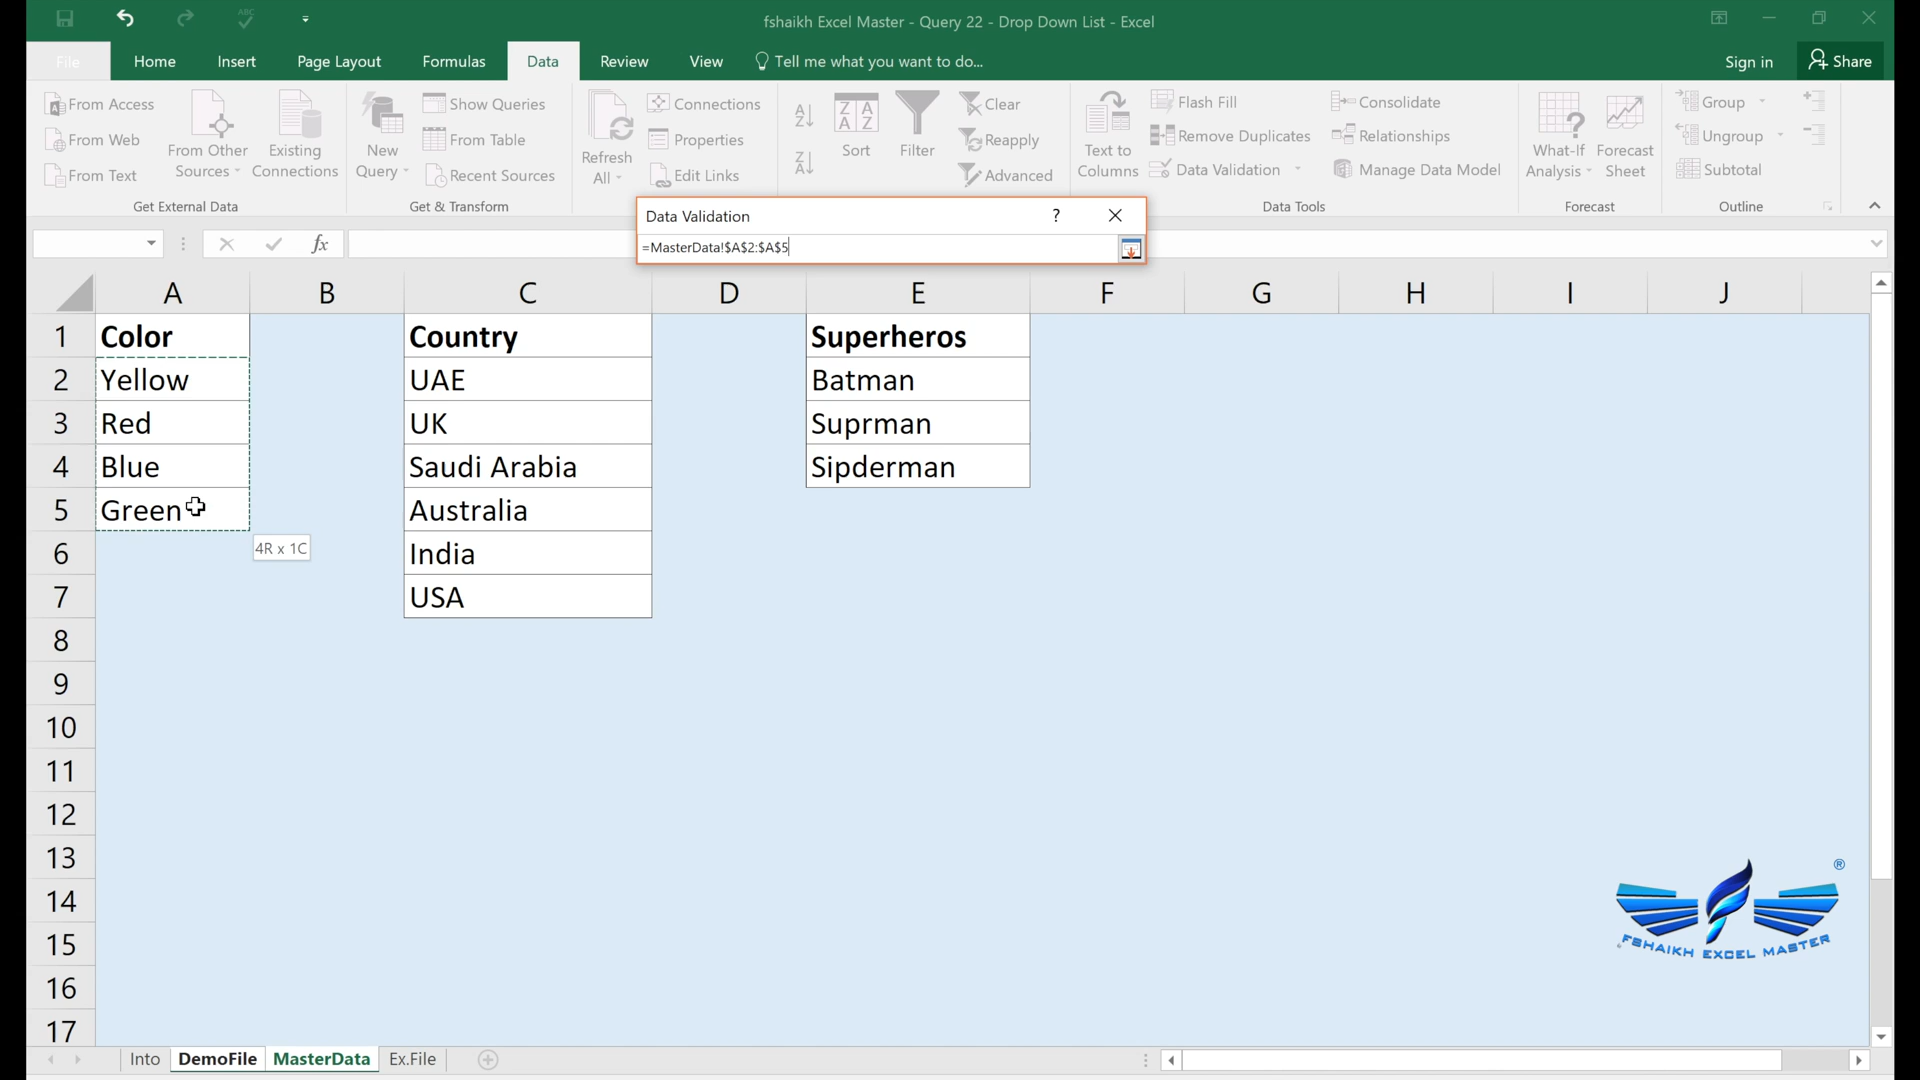 ABC
fshaikh Excel Master - Query 22 - Drop Down List - Excel
File Home Insert Page Layout Formulas Data Review View Tell me what you want to do... Sign in Share
From Access
From Web
From Text
From Other
Sources
Existing
Connections
Get External Data
New
Query
Show Queries
From Table
Recent Sources
Get & Transform
Refresh
All
Connections
Properties
Edit Links
A
Z
Z
A
Z A
A Z
Sort
Filter
Clear
Reapply
Advanced
Text to
Columns
Flash Fill
Remove Duplicates
Data Validation
Consolidate
Relationships
Manage Data Model
Data Tools
What-If
Analysis
Forecast
Sheet
Forecast
Group
Ungroup
Subtotal
Outline
Data Validation ?
=MasterData!$A$2:$A$5
fx
A B C D E F G H I J
1 Color Country Superheros
2 Yellow UAE Batman
3 Red UK Suprman
4 Blue Saudi Arabia Sipderman
5 Green Australia
4R x 1C
6 India
7 USA
8
9
10
11
12
13
14
15
16
17
®
FSHAIKH EXCEL MASTER
Into DemoFile MasterData Ex.File